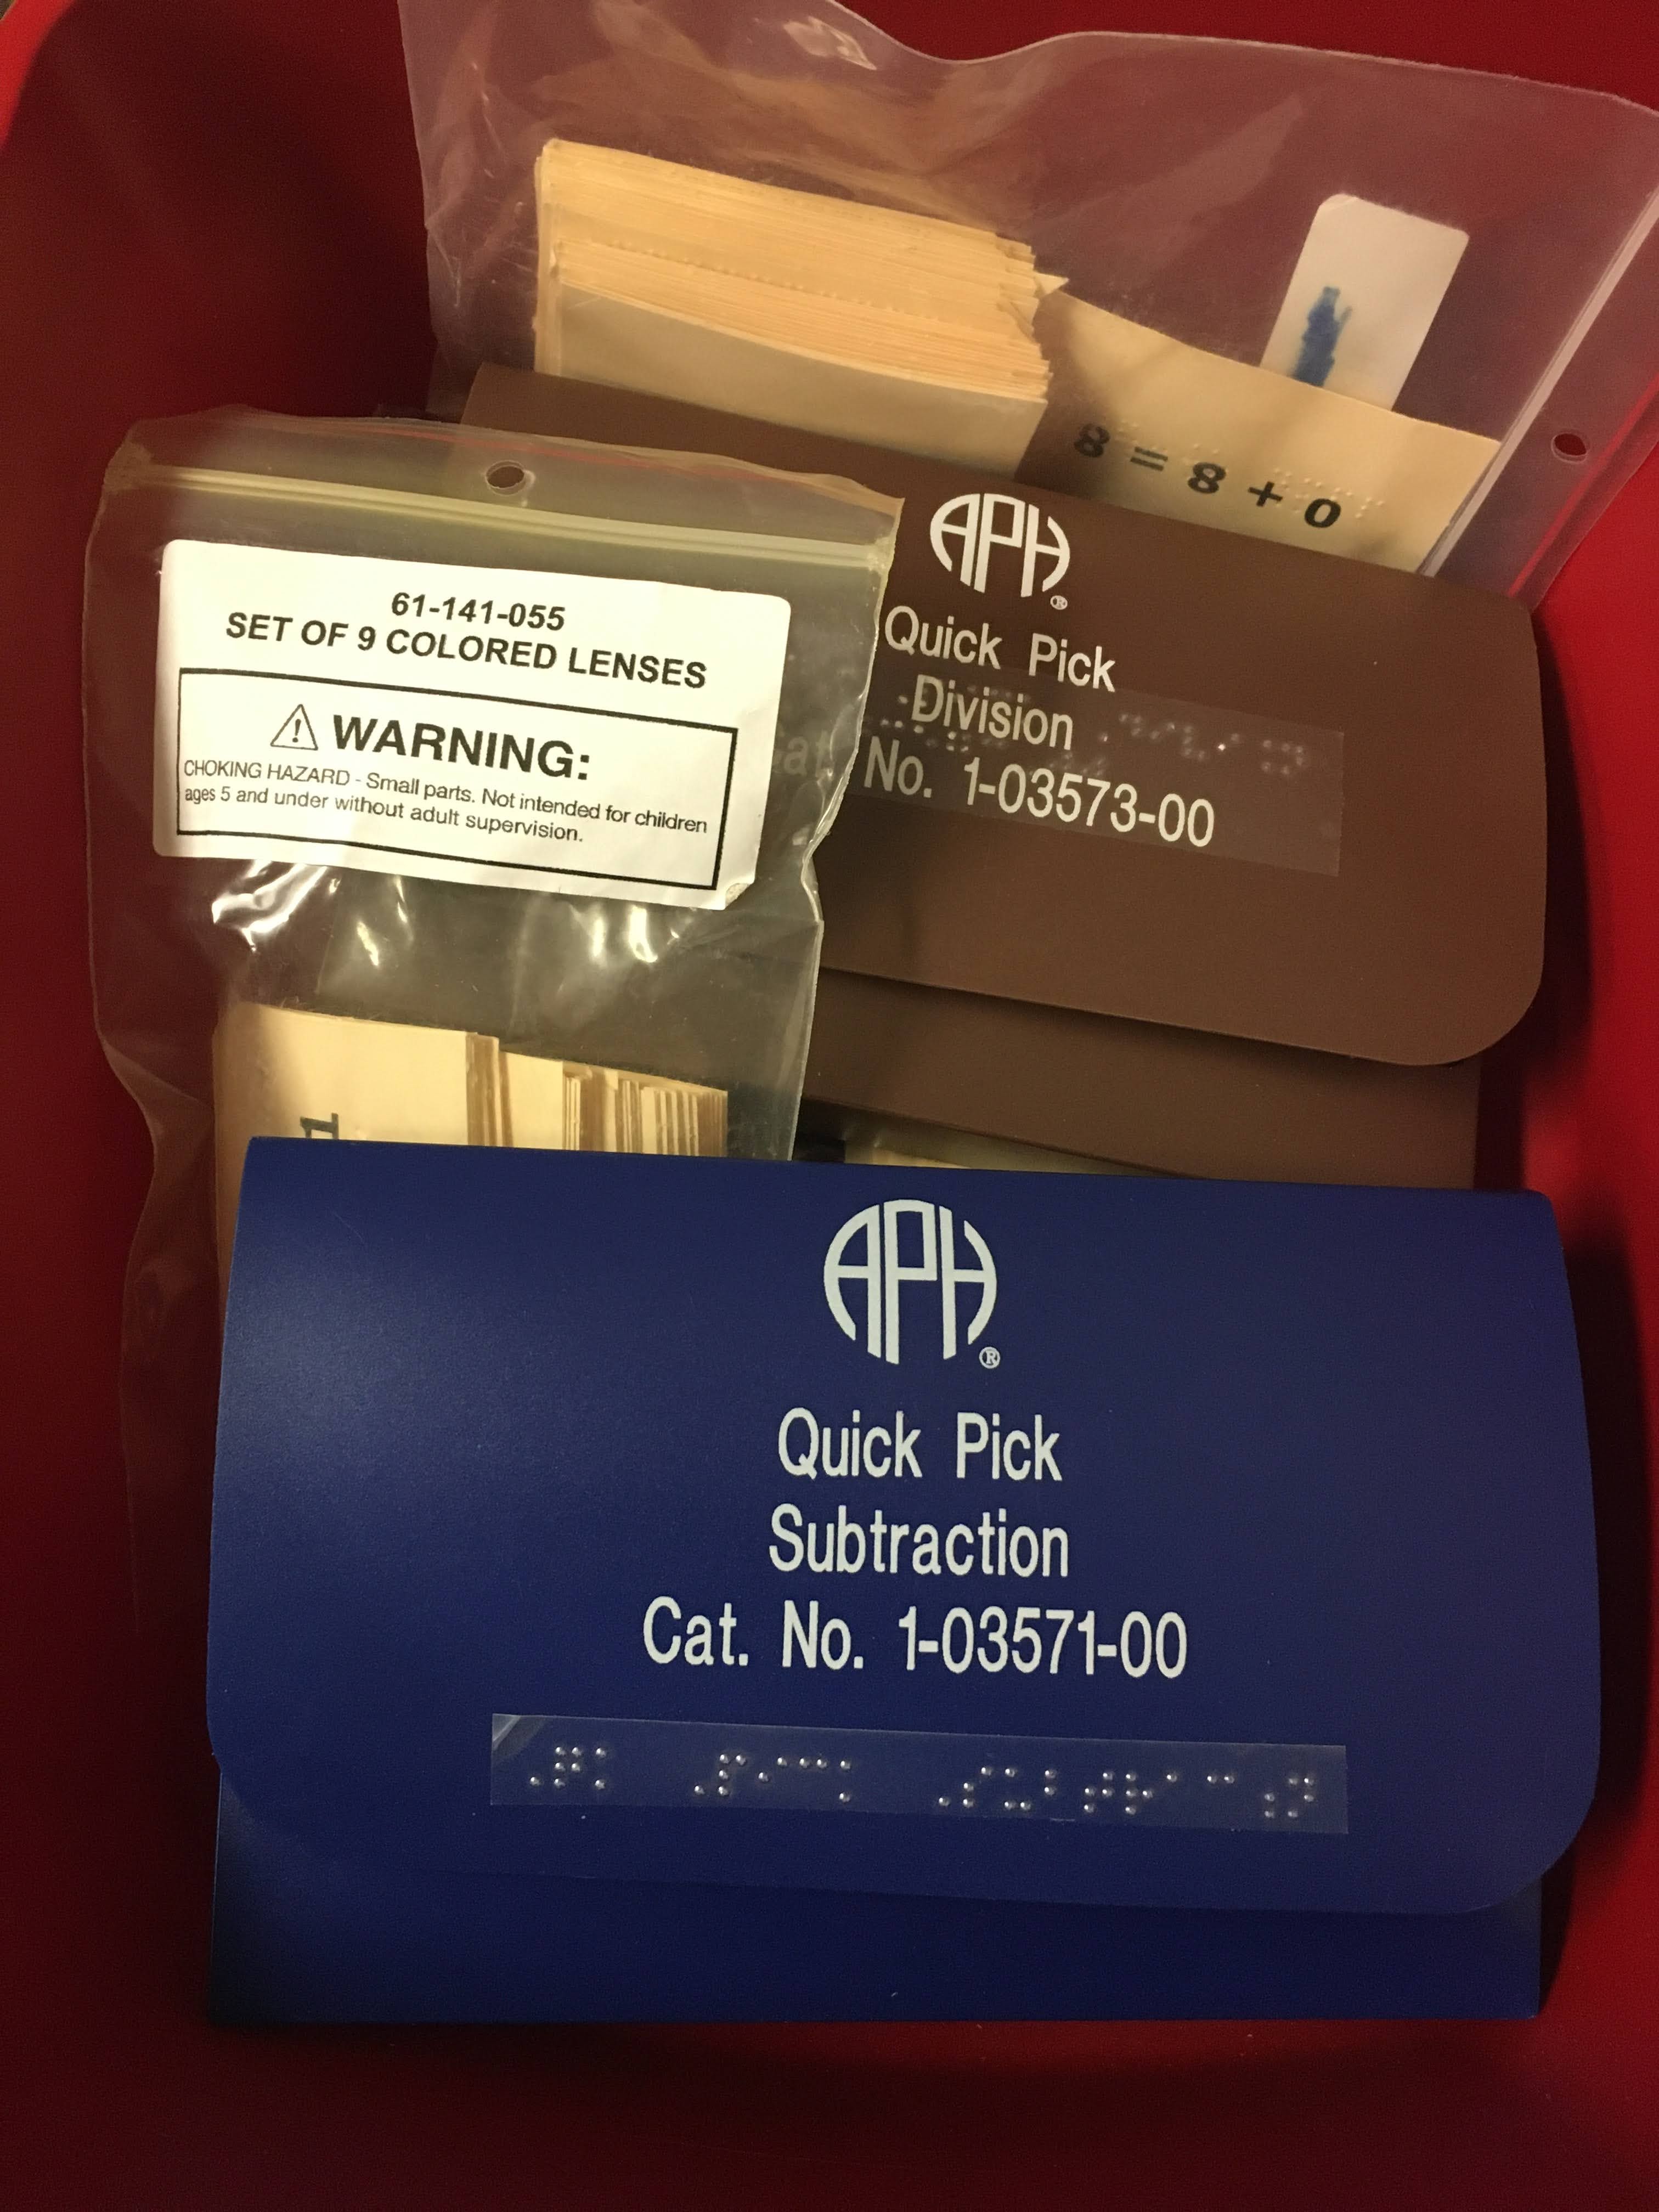 8 = 8 + 0
APH®
Quick Pick
Division
Cat. No. 1-03573-00
61-141-055
SET OF 9 COLORED LENSES
⚠ WARNING:
CHOKING HAZARD - Small parts. Not intended for children
ages 5 and under without adult supervision.
1
APH®
Quick Pick
Subtraction
Cat. No. 1-03571-00